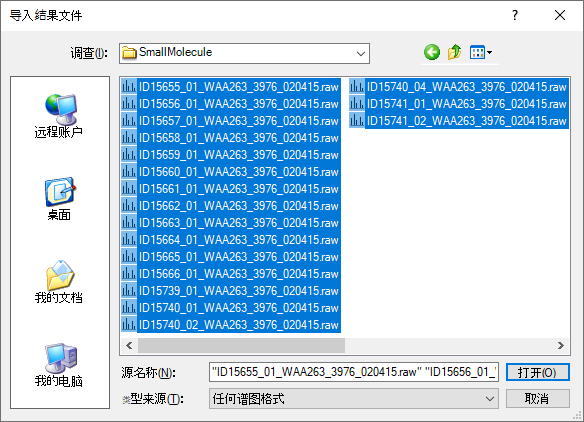 导入结果文件
调查(I):
SmallMolecule
远程账户
桌面
我的文档
我的电脑
ID15655_01_WAA263_3976_020415.raw
ID15656_01_WAA263_3976_020415.raw
ID15657_01_WAA263_3976_020415.raw
ID15658_01_WAA263_3976_020415.raw
ID15659_01_WAA263_3976_020415.raw
ID15660_01_WAA263_3976_020415.raw
ID15661_01_WAA263_3976_020415.raw
ID15662_01_WAA263_3976_020415.raw
ID15663_01_WAA263_3976_020415.raw
ID15664_01_WAA263_3976_020415.raw
ID15665_01_WAA263_3976_020415.raw
ID15666_01_WAA263_3976_020415.raw
ID15739_01_WAA263_3976_020415.raw
ID15740_01_WAA263_3976_020415.raw
ID15740_02_WAA263_3976_020415.raw
ID15740_04_WAA263_3976_020415.raw
ID15741_01_WAA263_3976_020415.raw
ID15741_02_WAA263_3976_020415.raw
源名称(N):
"ID15655_01_WAA263_3976_020415.raw" "ID15656_01_
打开(O)
类型来源(T):
任何谱图格式
取消